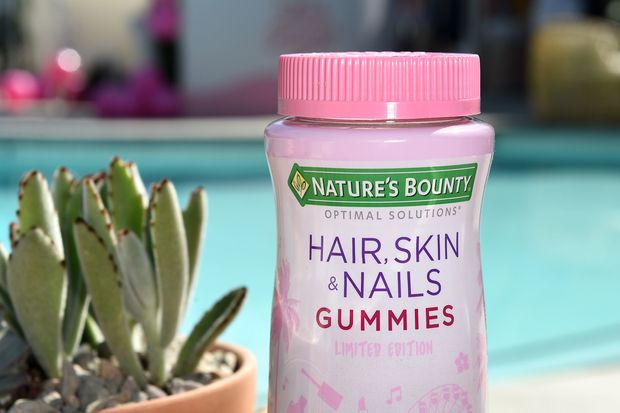 NATURE'S BOUNTY®
OPTIMAL SOLUTIONS®
HAIR, SKIN
& NAILS
GUMMIES
LIMITED EDITION